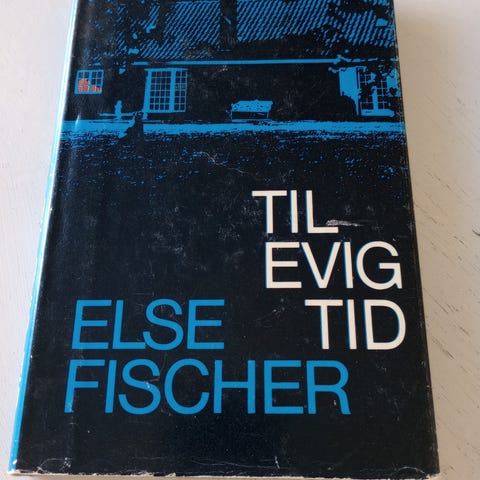 TIL
EVIG
TID
ELSE
FISCHER